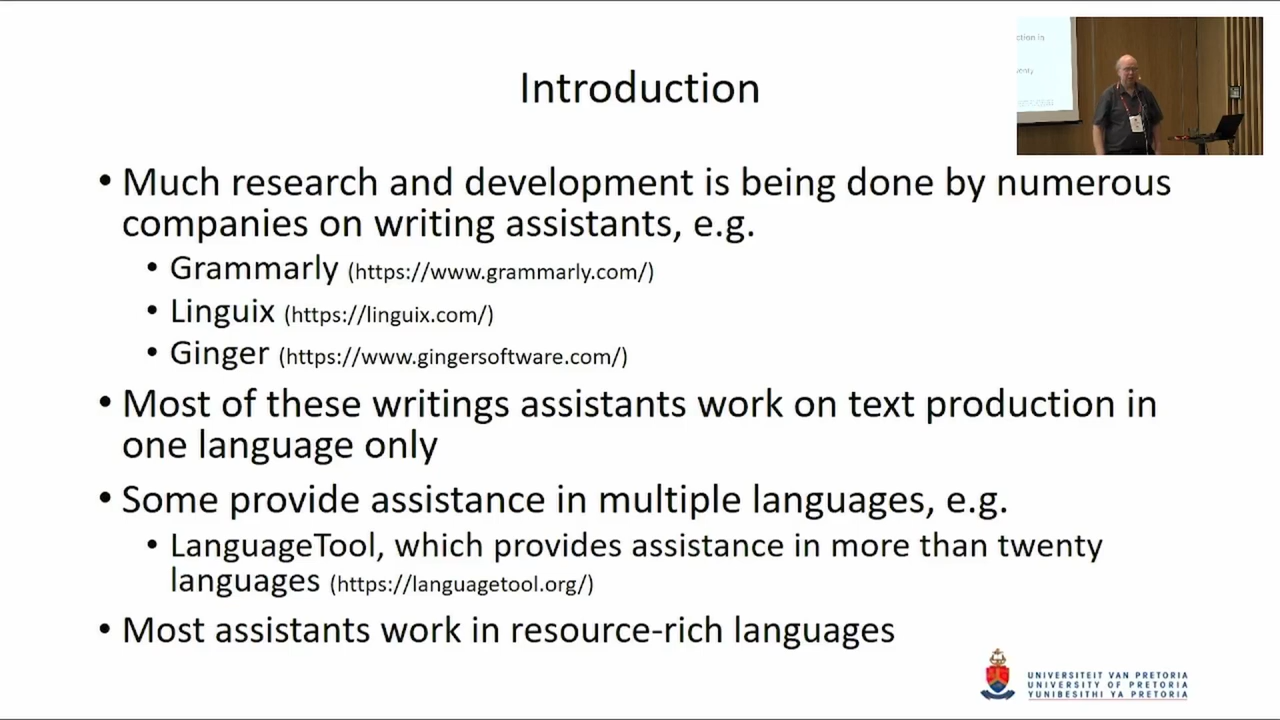 Introduction
• Much research and development is being done by numerous
companies on writing assistants, e.g.
• Grammarly (https://www.grammarly.com/)
• Linguix (https://linguix.com/)
• Ginger (https://www.gingersoftware.com/)
• Most of these writings assistants work on text production in
one language only
• Some provide assistance in multiple languages, e.g.
• LanguageTool, which provides assistance in more than twenty
languages (https://languagetool.org/)
• Most assistants work in resource-rich languages
UNIVERSITEIT VAN PRETORIA
UNIVERSITY OF PRETORIA
YUNIBESITHI YA PRETORIA
ction in